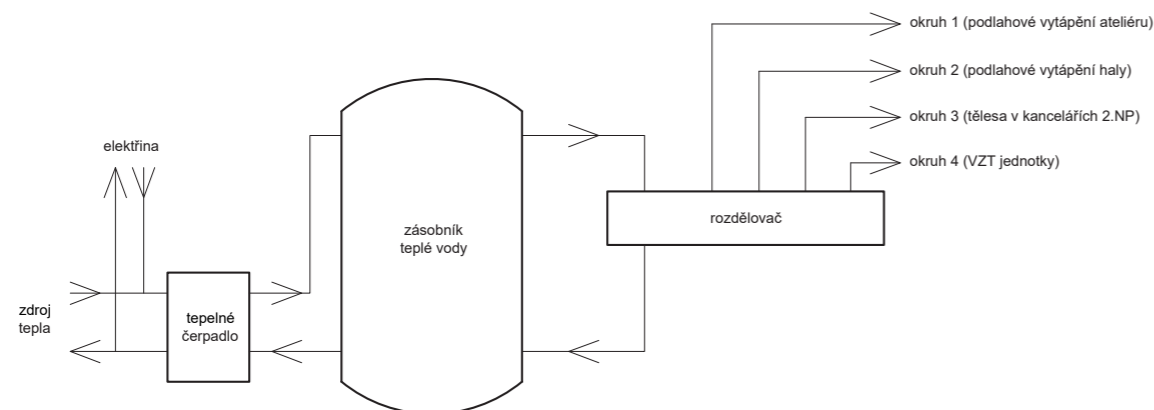 okruh 1 (podlahové vytápění ateliéru)
okruh 2 (podlahové vytápění haly)
okruh 3 (tělesa v kancelářích 2.NP)
okruh 4 (VZT jednotky)
elektřina
rozdělovač
zásobník
teplé vody
zdroj
tepla
tepelné
čerpadlo